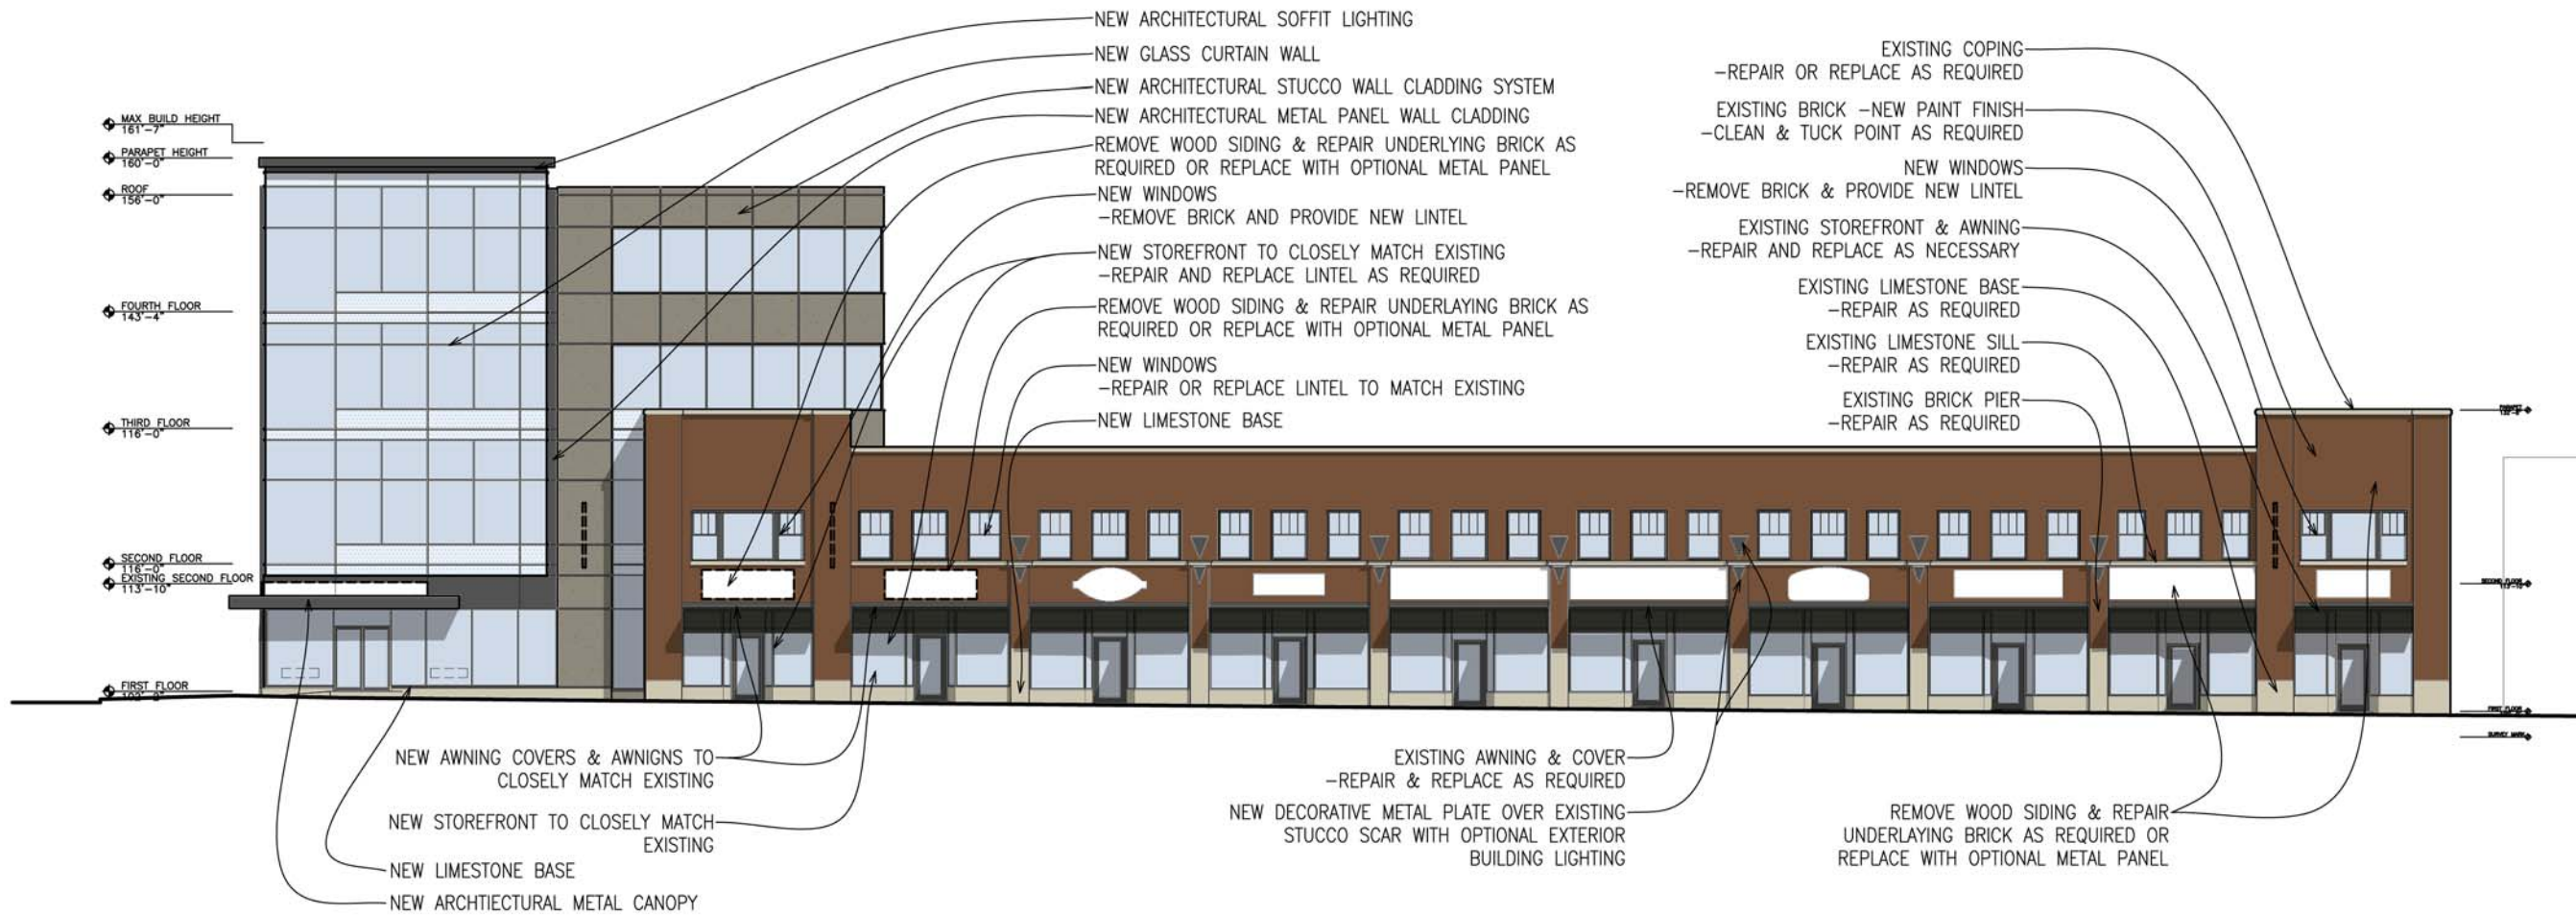 NEW ARCHITECTURAL SOFFIT LIGHTING
NEW GLASS CURTAIN WALL
NEW ARCHITECTURAL STUCCO WALL CLADDING SYSTEM
NEW ARCHITECTURAL METAL PANEL WALL CLADDING
REMOVE WOOD SIDING & REPAIR UNDERLYING BRICK AS
REQUIRED OR REPLACE WITH OPTIONAL METAL PANEL
NEW WINDOWS
-REMOVE BRICK AND PROVIDE NEW LINTEL
NEW STOREFRONT TO CLOSELY MATCH EXISTING
-REPAIR AND REPLACE LINTEL AS REQUIRED
REMOVE WOOD SIDING & REPAIR UNDERLAYING BRICK AS
REQUIRED OR REPLACE WITH OPTIONAL METAL PANEL
NEW WINDOWS
-REPAIR OR REPLACE LINTEL TO MATCH EXISTING
NEW LIMESTONE BASE
EXISTING COPING
-REPAIR OR REPLACE AS REQUIRED
EXISTING BRICK -NEW PAINT FINISH
-CLEAN & TUCK POINT AS REQUIRED
NEW WINDOWS
-REMOVE BRICK & PROVIDE NEW LINTEL
EXISTING STOREFRONT & AWNING
-REPAIR AND REPLACE AS NECESSARY
EXISTING LIMESTONE BASE
-REPAIR AS REQUIRED
EXISTING LIMESTONE SILL
-REPAIR AS REQUIRED
EXISTING BRICK PIER
-REPAIR AS REQUIRED
MAX BUILD HEIGHT
161'-7"
PARAPET HEIGHT
160'-0"
ROOF
156'-0"
FOURTH FLOOR
143'-4"
THIRD FLOOR
116'-0"
SECOND FLOOR
116'-0"
EXISTING SECOND FLOOR
113'-10"
FIRST FLOOR
PARAPET
SECOND FLOOR
FIRST FLOOR
SURVEY MARK
NEW AWNING COVERS & AWNIGNS TO
CLOSELY MATCH EXISTING
NEW STOREFRONT TO CLOSELY MATCH
EXISTING
NEW LIMESTONE BASE
NEW ARCHTIECTURAL METAL CANOPY
EXISTING AWNING & COVER
-REPAIR & REPLACE AS REQUIRED
NEW DECORATIVE METAL PLATE OVER EXISTING
STUCCO SCAR WITH OPTIONAL EXTERIOR
BUILDING LIGHTING
REMOVE WOOD SIDING & REPAIR
UNDERLAYING BRICK AS REQUIRED OR
REPLACE WITH OPTIONAL METAL PANEL